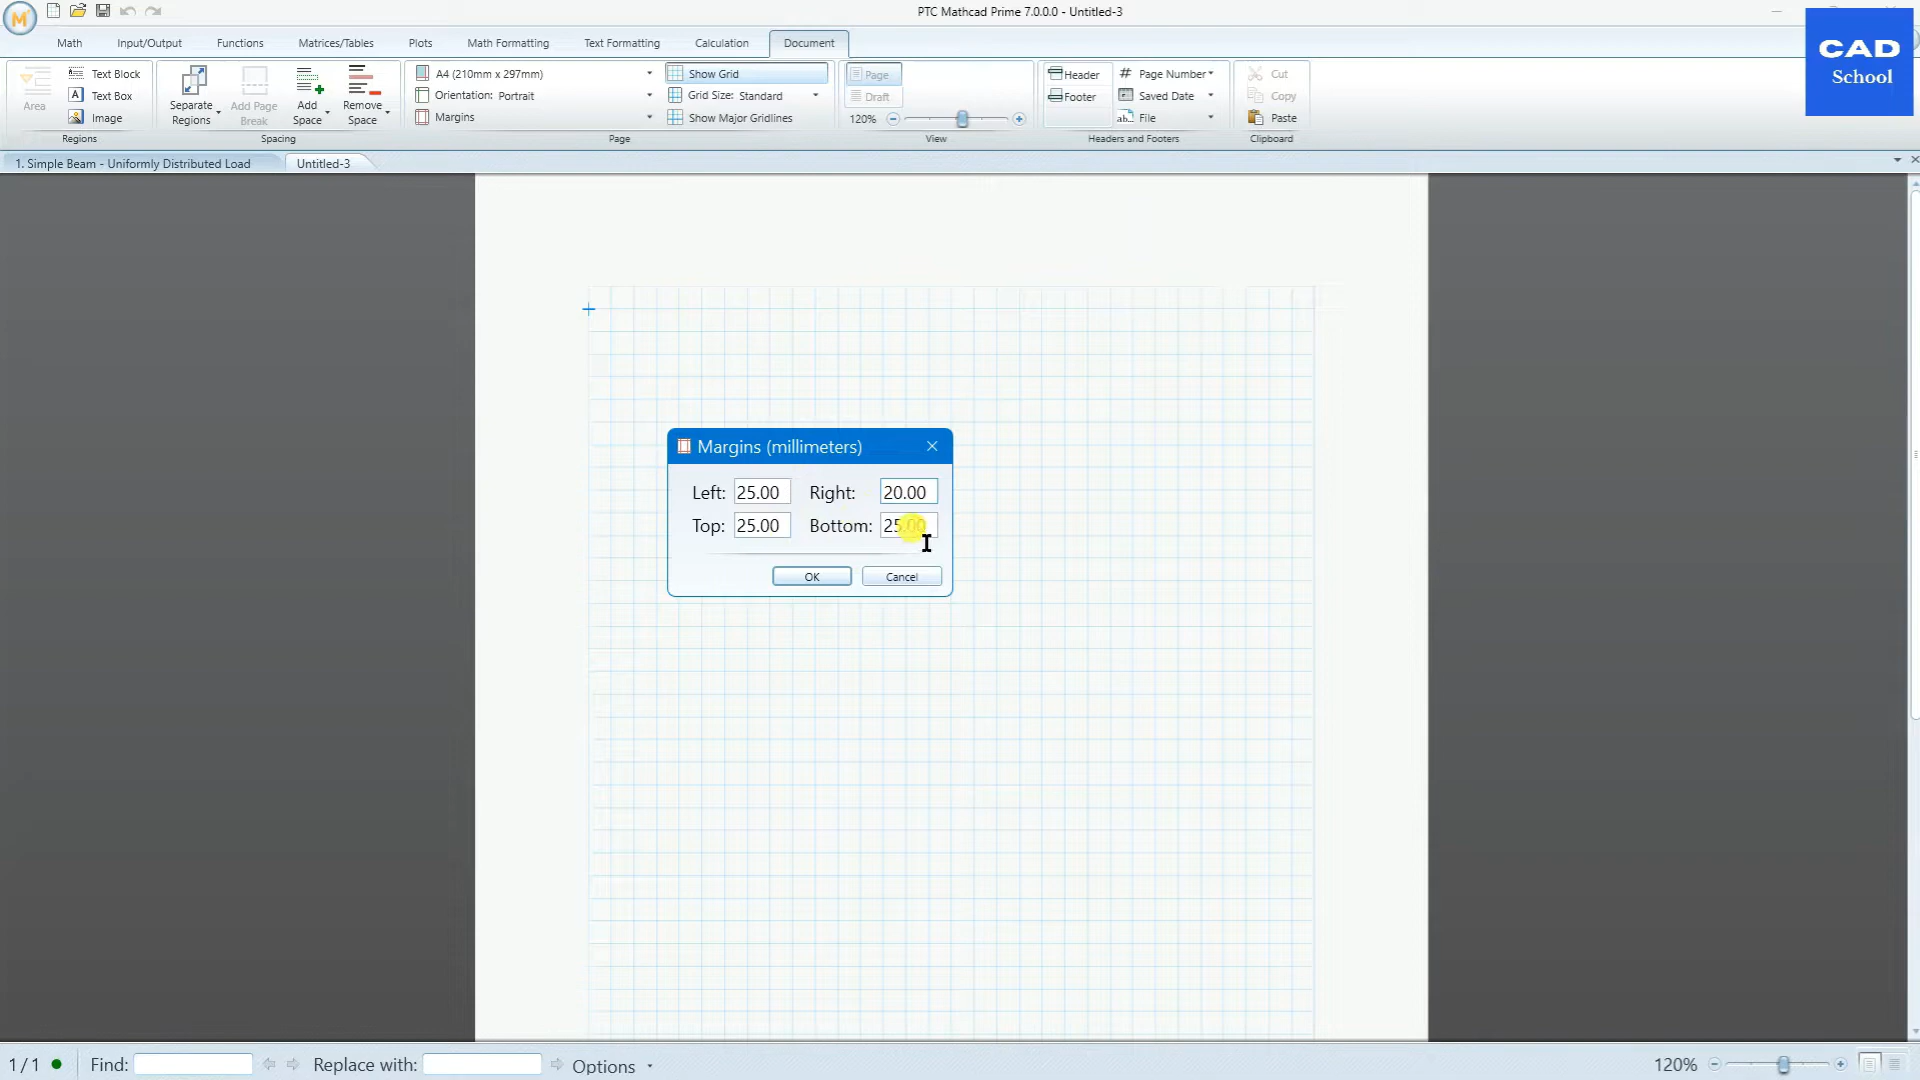 PTC Mathcad Prime 7.0.0.0 - Untitled-3
CAD
School
Math Input/Output Functions Matrices/Tables Plots Math Formatting Text Formatting Calculation Document
Area
Text Block
Text Box
Image
Regions
Separate
Regions
Add Page
Break
Add
Space
Remove
Space
Spacing
A4 (210mm x 297mm)
Orientation: Portrait
Margins
Show Grid
Grid Size: Standard
Show Major Gridlines
Page
Page
Draft
120%
View
Header
Footer
# Page Number
Saved Date
File
Headers and Footers
Cut
Copy
Paste
Clipboard
1. Simple Beam - Uniformly Distributed Load Untitled-3
Margins (millimeters)
Left: 25.00 Right: 20.00
Top: 25.00 Bottom: 25.00
OK Cancel
1 / 1 Find: Replace with: Options 120%